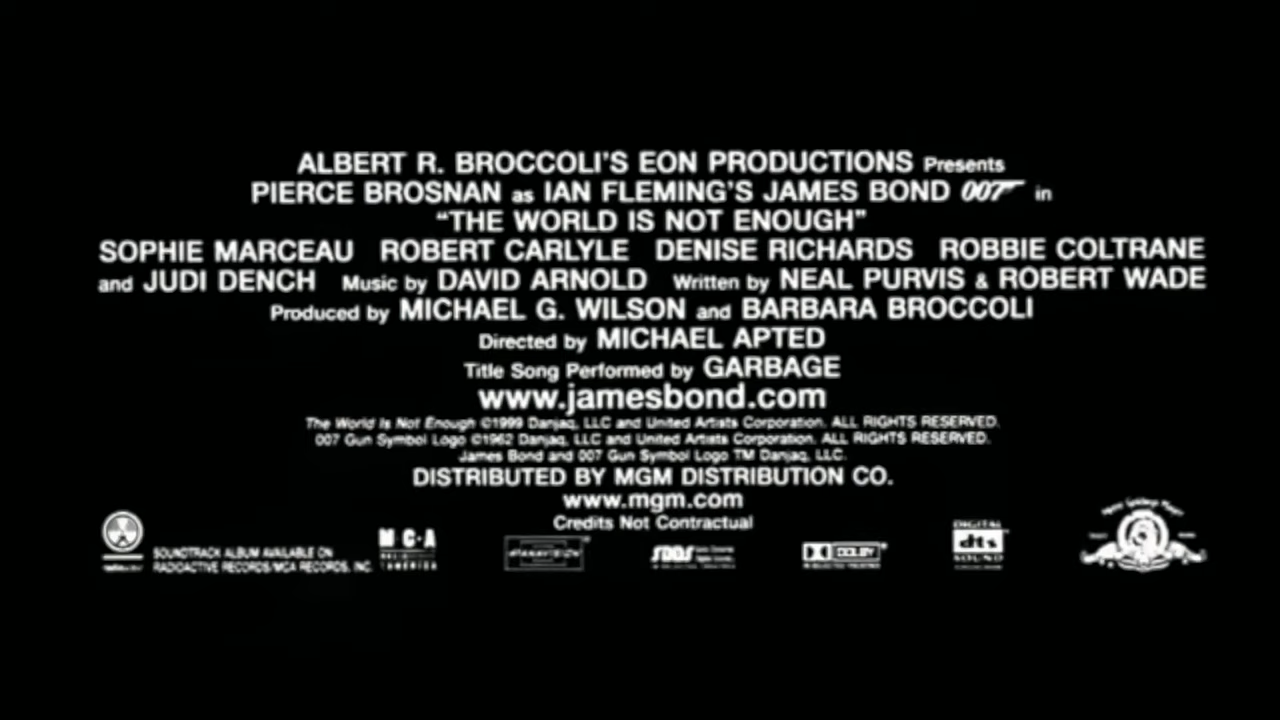 ALBERT R. BROCCOLI'S EON PRODUCTIONS Presents
PIERCE BROSNAN as IAN FLEMING'S JAMES BOND 007 in
“THE WORLD IS NOT ENOUGH”
SOPHIE MARCEAU ROBERT CARLYLE DENISE RICHARDS ROBBIE COLTRANE
and JUDI DENCH Music by DAVID ARNOLD Written by NEAL PURVIS & ROBERT WADE
Produced by MICHAEL G. WILSON and BARBARA BROCCOLI
Directed by MICHAEL APTED
Title Song Performed by GARBAGE
www.jamesbond.com
The World Is Not Enough ©1999 Danjaq, LLC and United Artists Corporation. ALL RIGHTS RESERVED.
007 Gun Symbol Logo ©1962 Danjaq, LLC and United Artists Corporation. ALL RIGHTS RESERVED.
James Bond and 007 Gun Symbol Logo TM Danjaq, LLC.
DISTRIBUTED BY MGM DISTRIBUTION CO.
www.mgm.com
Credits Not Contractual
SOUNDTRACK ALBUM AVAILABLE ON
RADIOACTIVE RECORDS/MCA RECORDS, INC.
M·C·A
PANAVISION
SDDS
DOLBY
DIGITAL
dts
SOUND